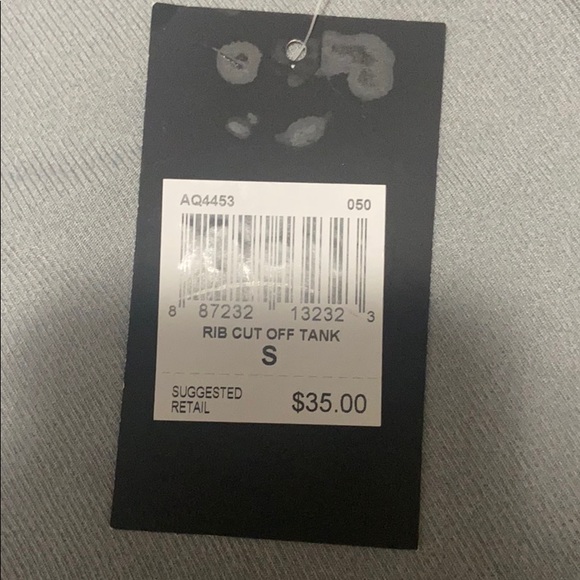 AQ4453 050
8 87232 13232 3
RIB CUT OFF TANK
S
SUGGESTED
RETAIL $35.00